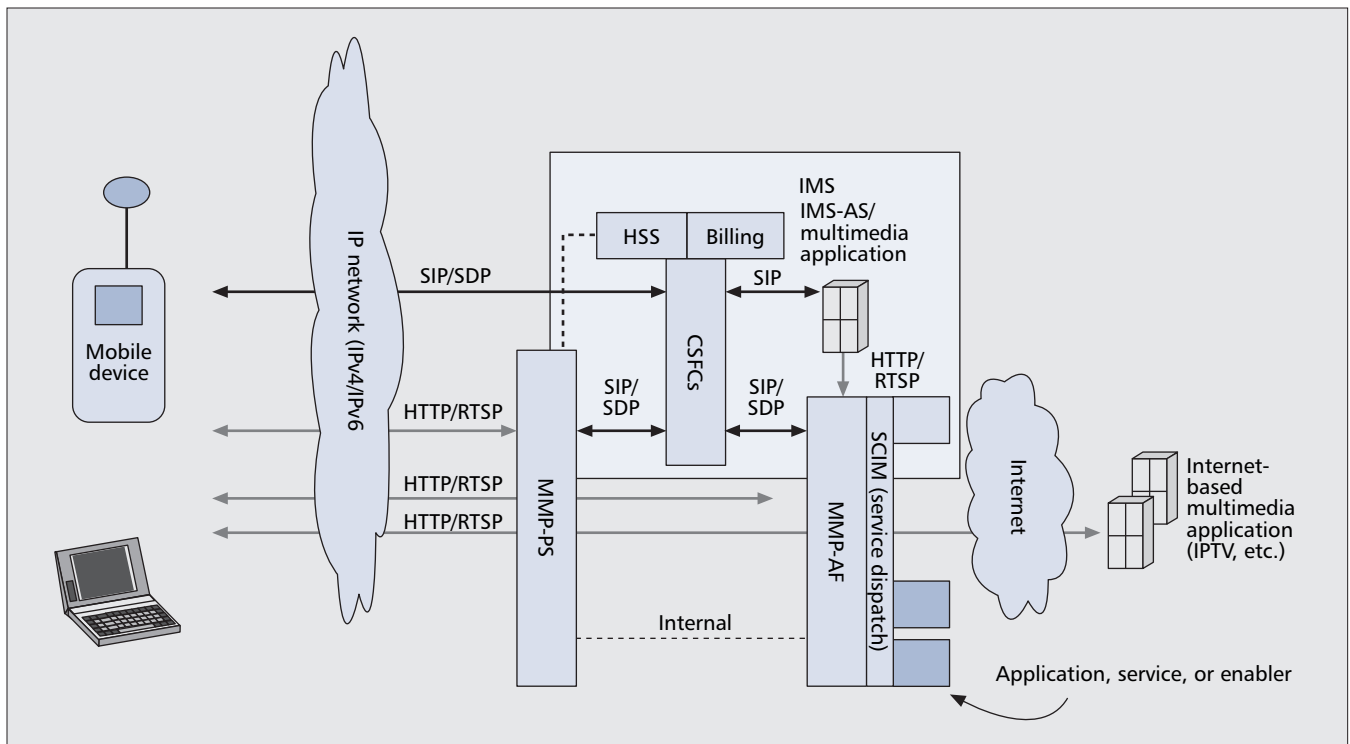 IMS
IMS-AS/
multimedia
application
HSS
Billing
SIP/SDP
SIP
IP network (IPv4/IPv6
Mobile
device
CSFCs
HTTP/
RTSP
SIP/
SDP
SIP/
SDP
HTTP/RTSP
HTTP/RTSP
HTTP/RTSP
MMP-PS
MMP-AF
SCIM (service dispatch)
Internet
Internet-
based
multimedia
application
(IPTV, etc.)
Internal
Application, service, or enabler